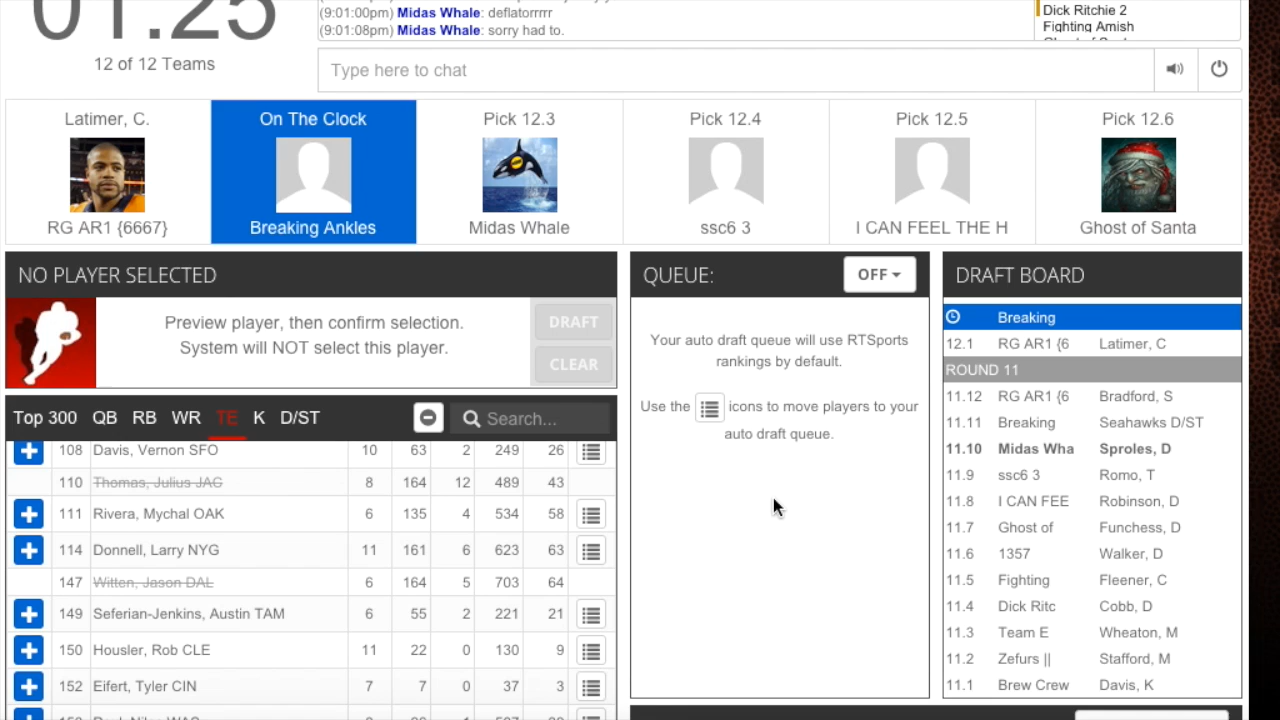 01:25
(9:01:00pm) Midas Whale: deflatorrrrr
(9:01:08pm) Midas Whale: sorry had to.
Dick Ritchie 2
Fighting Amish
12 of 12 Teams
Type here to chat
Latimer, C.
On The Clock
Pick 12.3
Pick 12.4
Pick 12.5
Pick 12.6
RG AR1 {6667}
Breaking Ankles
Midas Whale
ssc6 3
I CAN FEEL THE H
Ghost of Santa
NO PLAYER SELECTED
Preview player, then confirm selection.
System will NOT select this player.
DRAFT
CLEAR
Top 300 QB RB WR TE K D/ST
Search...
108 Davis, Vernon SFO 10 63 2 249 26
110 Thomas, Julius JAC 8 164 12 489 43
111 Rivera, Mychal OAK 6 135 4 534 58
114 Donnell, Larry NYG 11 161 6 623 63
147 Witten, Jason DAL 6 164 5 703 64
149 Seferian-Jenkins, Austin TAM 6 55 2 221 21
150 Housler, Rob CLE 11 22 0 130 9
152 Eifert, Tyler CIN 7 7 0 37 3
QUEUE:
OFF
Your auto draft queue will use RTSports
rankings by default.
Use the icons to move players to your
auto draft queue.
DRAFT BOARD
Breaking
12.1 RG AR1 {6 Latimer, C
ROUND 11
11.12 RG AR1 {6 Bradford, S
11.11 Breaking Seahawks D/ST
11.10 Midas Wha Sproles, D
11.9 ssc6 3 Romo, T
11.8 I CAN FEE Robinson, D
11.7 Ghost of Funchess, D
11.6 1357 Walker, D
11.5 Fighting Fleener, C
11.4 Dick Ritc Cobb, D
11.3 Team E Wheaton, M
11.2 Zefurs || Stafford, M
11.1 Brew Crew Davis, K